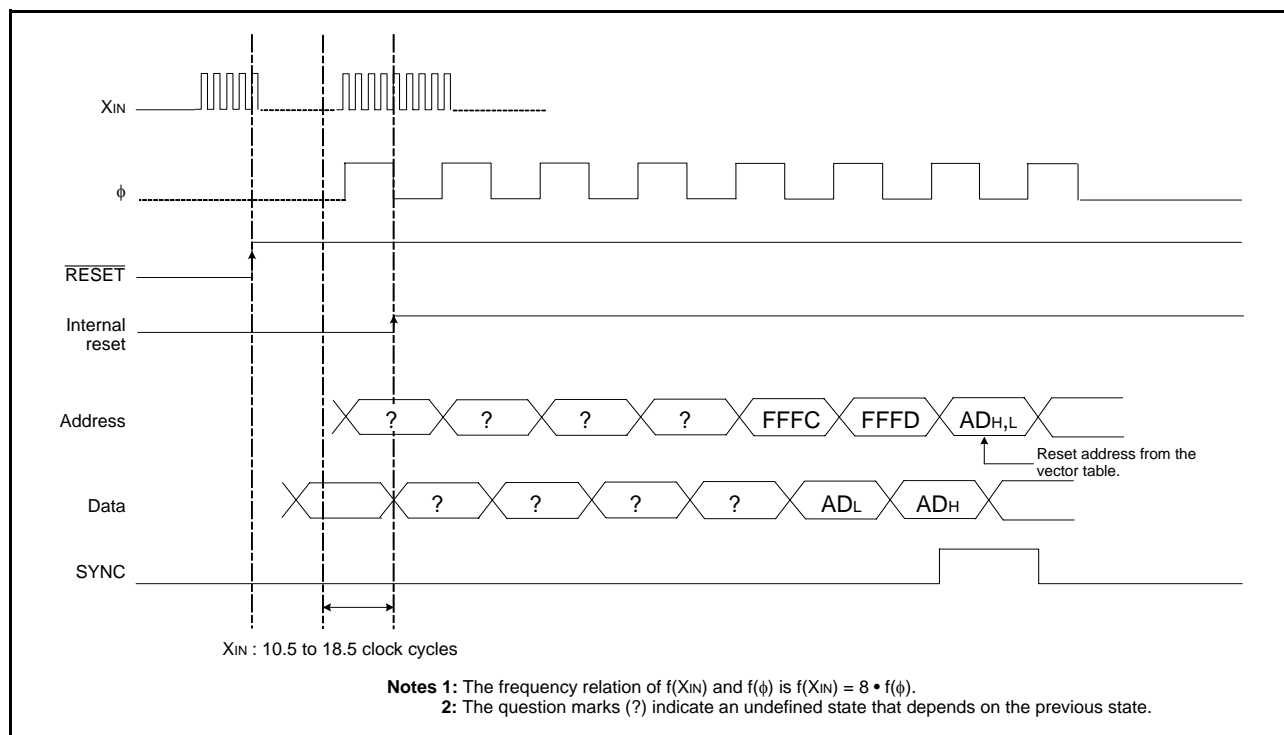 XIN
ϕ
RESET
Internal
reset
Address
? ? ? ? FFFC FFFD ADH,L
Reset address from the
vector table.
Data
? ? ? ? ADL ADH
SYNC
XIN : 10.5 to 18.5 clock cycles
Notes 1: The frequency relation of f(XIN) and f(ϕ) is f(XIN) = 8 • f(ϕ).
2: The question marks (?) indicate an undefined state that depends on the previous state.